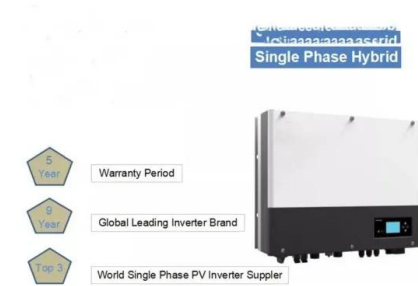 Single Phase Hybrid
5
Year
Warranty Period
9
Year
Global Leading Inverter Brand
Top 3
World Single Phase PV Inverter Suppler